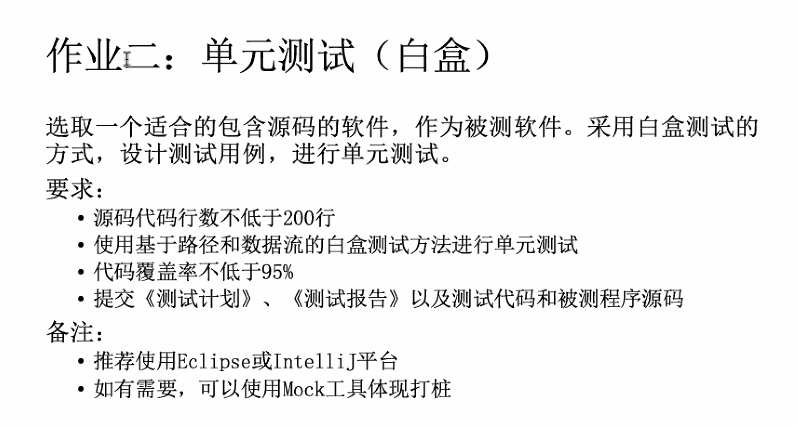 作业二：单元测试（白盒）
选取一个适合的包含源码的软件，作为被测软件。采用白盒测试的
方式，设计测试用例，进行单元测试。
要求：
• 源码代码行数不低于200行
• 使用基于路径和数据流的白盒测试方法进行单元测试
• 代码覆盖率不低于95%
• 提交《测试计划》、《测试报告》以及测试代码和被测程序源码
备注：
• 推荐使用Eclipse或IntelliJ平台
• 如有需要，可以使用Mock工具体现打桩